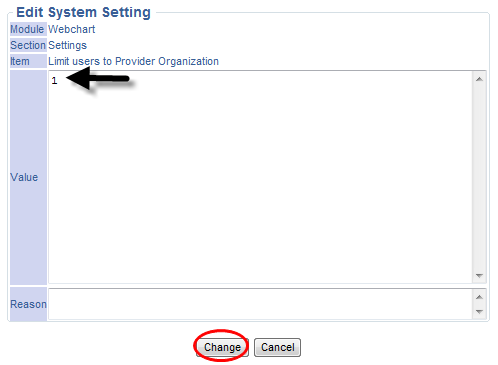 Edit System Setting
Module Webchart
Section Settings
Item Limit users to Provider Organization
Value 1
Reason
Change Cancel